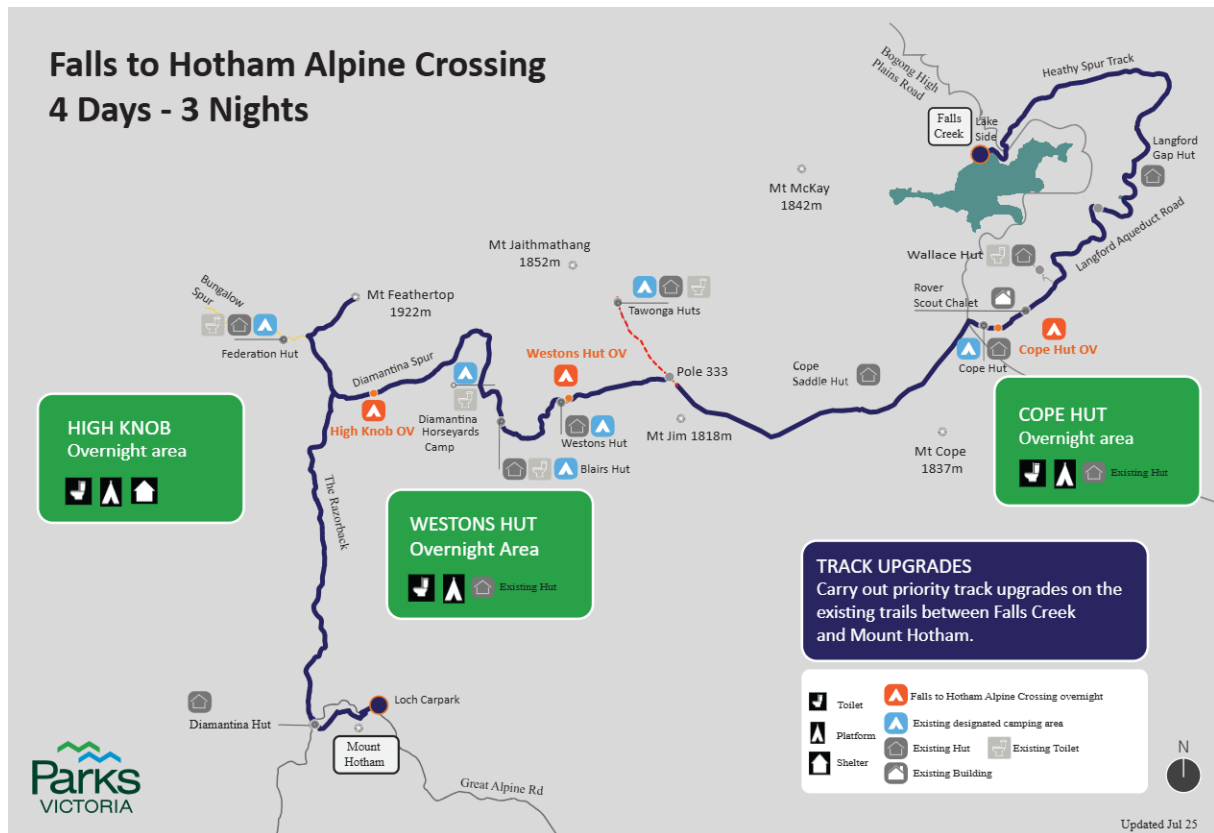 Falls to Hotham Alpine Crossing
4 Days - 3 Nights
Bogong High
Plains Road
Heathy Spur Track
Falls
Creek
Lake
Side
Langford
Gap Hut
Mt McKay
1842m
Langford Aqueduct Road
Wallace Hut
Mt Jaithmathang
1852m
Rover
Scout Chalet
Bungalow
Spur
Mt Feathertop
1922m
Tawonga Huts
Federation Hut
Westons Hut OV
Cope Hut OV
Diamantina Spur
Cope Hut
Pole 333
Cope
Saddle Hut
High Knob OV
Diamantina
Horseyards
Camp
Westons Hut
Mt Jim 1818m
Mt Cope
1837m
Blairs Hut
HIGH KNOB
Overnight area
COPE HUT
Overnight area
Existing Hut
The Razorback
WESTONS HUT
Overnight Area
Existing Hut
TRACK UPGRADES
Carry out priority track upgrades on the
existing trails between Falls Creek
and Mount Hotham.
Toilet
Platform
Shelter
Falls to Hotham Alpine Crossing overnight
Existing designated camping area
Existing Hut
Existing Toilet
Existing Building
Loch Carpark
Diamantina Hut
Mount
Hotham
Great Alpine Rd
Parks
VICTORIA
N
Updated Jul 25